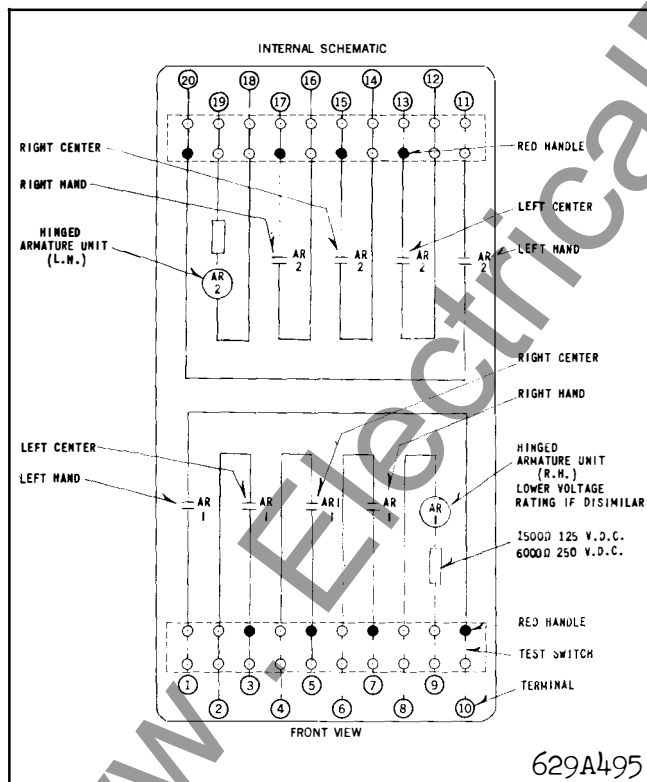 INTERNAL SCHEMATIC
20 18 16 14 12
19 17 15 13 11
RIGHT CENTER
RED HANDLE
RIGHT HAND
LEFT CENTER
HINGED
ARMATURE UNIT
(L.H.)
AR
2
AR
2
AR
2
AR
2
AR
2
LEFT HAND
RIGHT CENTER
RIGHT HAND
LEFT CENTER
LEFT HAND
HINGED
ARMATURE UNIT
(R.H.)
LOWER VOLTAGE
RATING IF DISIMILAR
AR
1
AR
1
AR
1
AR
1
AR
1
1500Ω 125 V.D.C.
6000Ω 250 V.D.C.
RED HANDLE
TEST SWITCH
1 3 5 7 9
TERMINAL
2 4 6 8 10
FRONT VIEW
629A495
www. Electrical